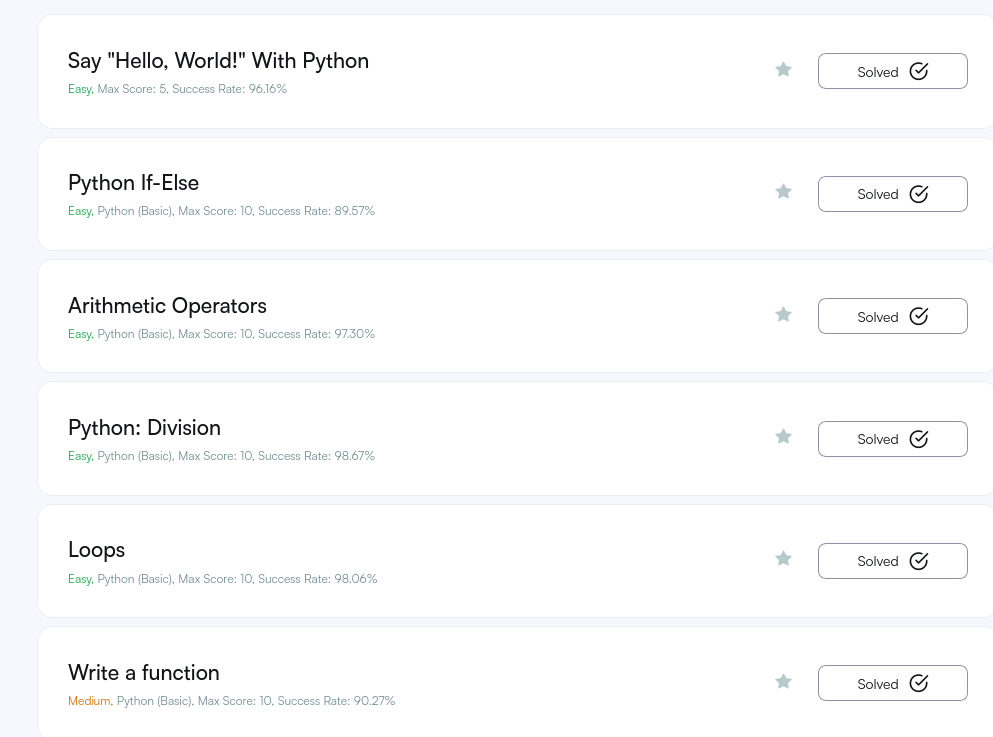 Say "Hello, World!" With Python
Easy, Max Score: 5, Success Rate: 96.16%
Solved
Python If-Else
Easy, Python (Basic), Max Score: 10, Success Rate: 89.57%
Solved
Arithmetic Operators
Easy, Python (Basic), Max Score: 10, Success Rate: 97.30%
Solved
Python: Division
Easy, Python (Basic), Max Score: 10, Success Rate: 98.67%
Solved
Loops
Easy, Python (Basic), Max Score: 10, Success Rate: 98.06%
Solved
Write a function
Medium, Python (Basic), Max Score: 10, Success Rate: 90.27%
Solved